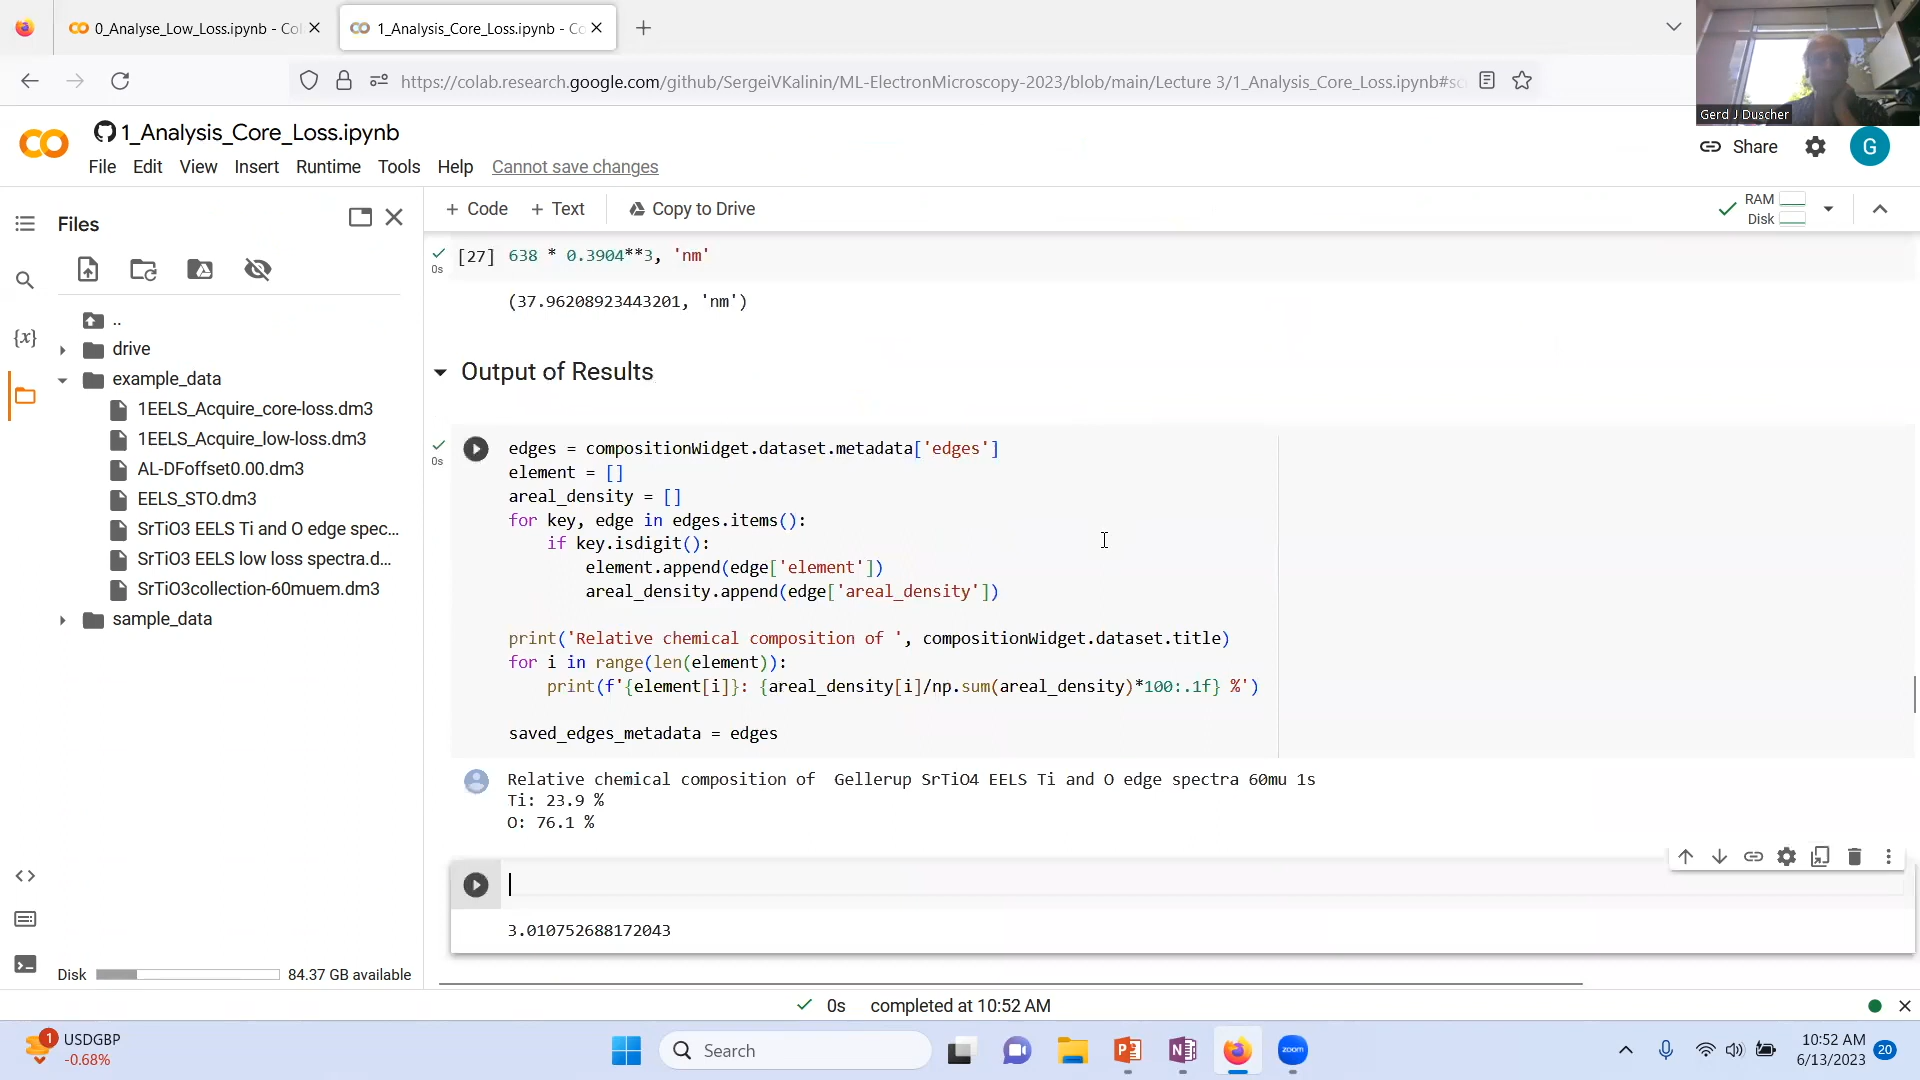 0_Analyse_Low_Loss.ipynb - Col
1_Analysis_Core_Loss.ipynb - Co
https://colab.research.google.com/github/SergeiVKalinin/ML-ElectronMicroscopy-2023/blob/main/Lecture 3/1_Analysis_Core_Loss.ipynb#sc
Gerd J Duscher
CO
1_Analysis_Core_Loss.ipynb
File Edit View Insert Runtime Tools Help Cannot save changes
Share
G
Files
+ Code + Text Copy to Drive
RAM
Disk
..
drive
example_data
1EELS_Acquire_core-loss.dm3
1EELS_Acquire_low-loss.dm3
AL-DFoffset0.00.dm3
EELS_STO.dm3
SrTiO3 EELS Ti and O edge spec...
SrTiO3 EELS low loss spectra.d...
SrTiO3collection-60muem.dm3
sample_data
{x}
Disk 84.37 GB available
0s
[27] 638 * 0.3904**3, 'nm'
(37.96208923443201, 'nm')
Output of Results
0s
edges = compositionWidget.dataset.metadata['edges']
element = []
areal_density = []
for key, edge in edges.items():
if key.isdigit():
element.append(edge['element'])
areal_density.append(edge['areal_density'])
print('Relative chemical composition of ', compositionWidget.dataset.title)
for i in range(len(element)):
print(f'{element[i]}: {areal_density[i]/np.sum(areal_density)*100:.1f} %')
saved_edges_metadata = edges
Relative chemical composition of  Gellerup SrTiO4 EELS Ti and O edge spectra 60mu 1s
Ti: 23.9 %
O: 76.1 %
3.010752688172043
0s completed at 10:52 AM
1
USDGBP
-0.68%
Search
zoom
10:52 AM
6/13/2023
20